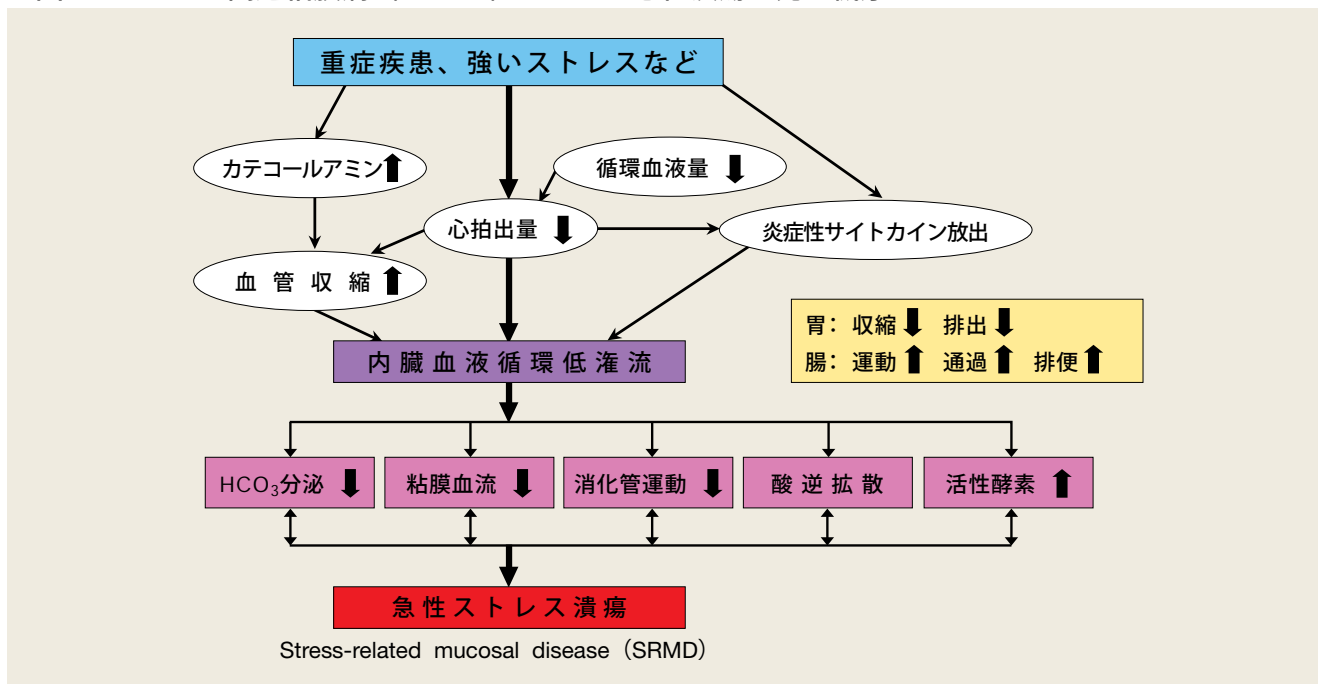 重症疾患、強いストレスなど
カテコールアミン
循環血液量
心拍出量
炎症性サイトカイン放出
血管収縮
胃：収縮 排出
腸：運動 通過 排便
内臓血液循環低潅流
HCO₃分泌
粘膜血流
消化管運動
酸逆拡散
活性酵素
急性ストレス潰瘍
Stress-related mucosal disease（SRMD）